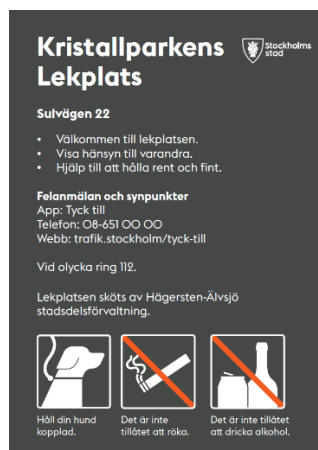 Kristallparkens
Lekplats
Stockholms
stad
Sulvägen 22
• Välkommen till lekplatsen.
• Visa hänsyn till varandra.
• Hjälp till att hålla rent och fint.
Felanmälan och synpunkter
App: Tyck till
Telefon: 08-651 00 00
Webb: trafik.stockholm/tyck-till
Vid olycka ring 112.
Lekplatsen sköts av Hägersten-Älvsjö
stadsdelsförvaltning.
Håll din hund
kopplad.
Det är inte
tillåtet att röka.
Det är inte tillåtet
att dricka alkohol.